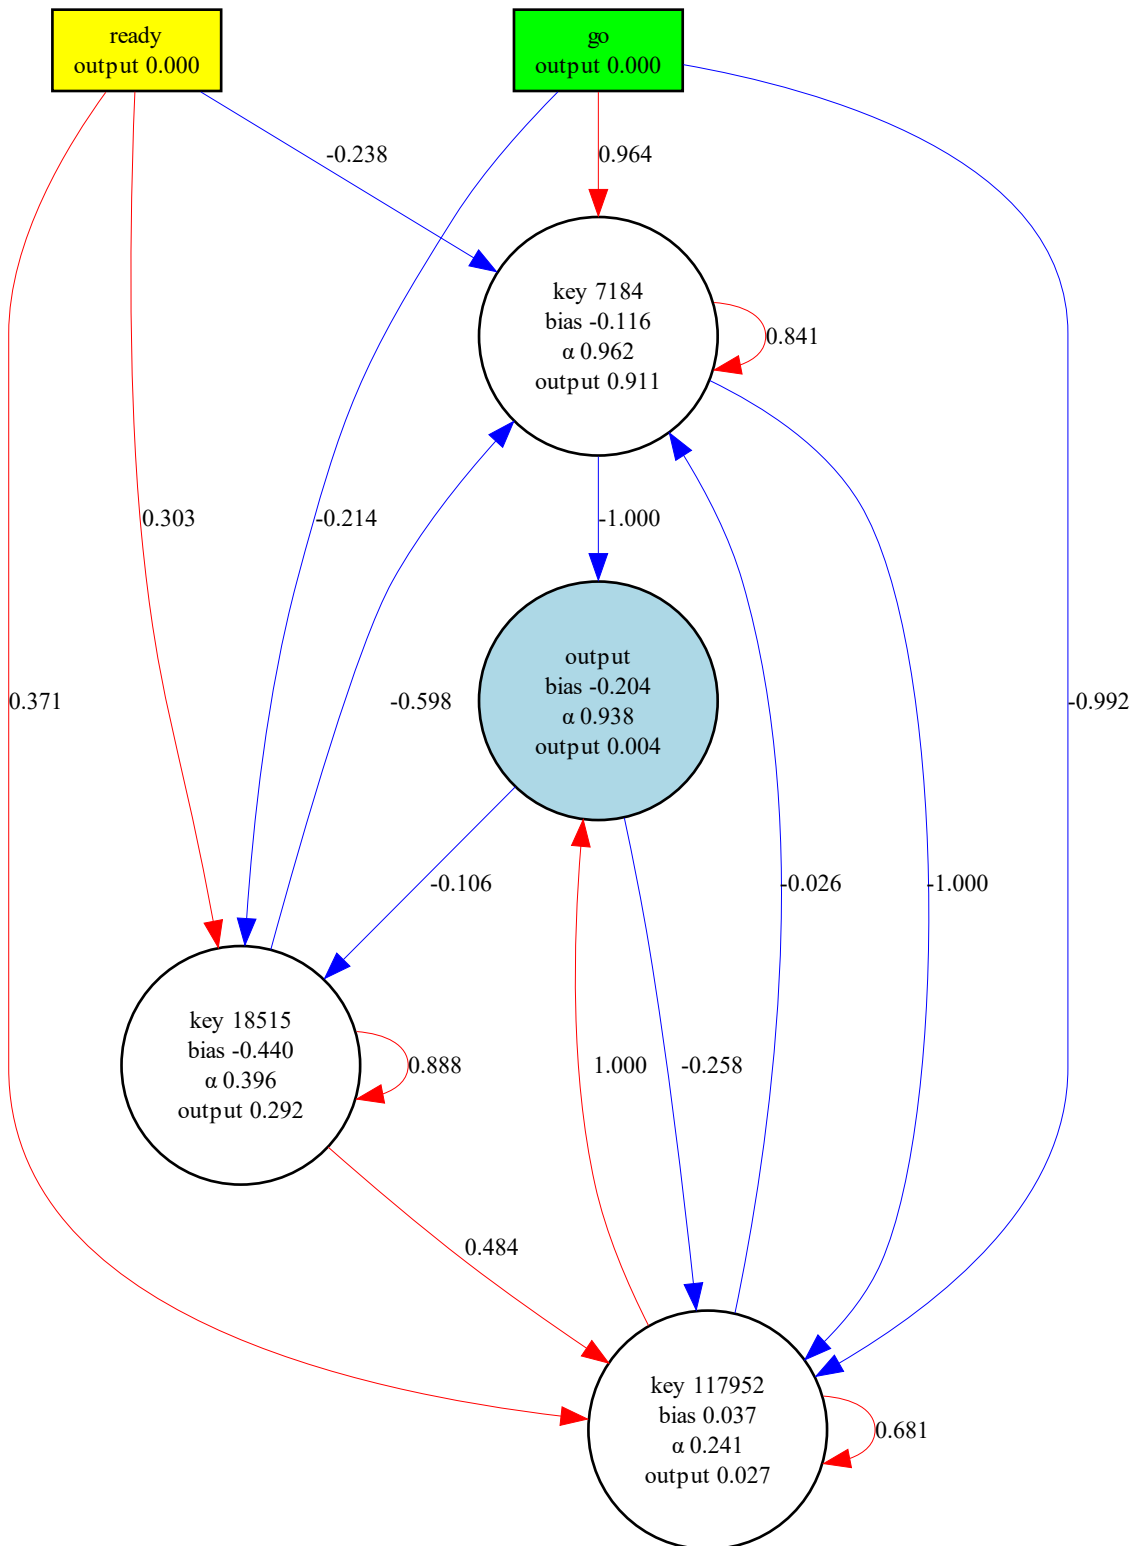 ready
output 0.000
go
output 0.000
-0.238
0.964
key 7184
bias -0.116
α 0.962
output 0.911
0.841
0.303
-0.214
-1.000
output
bias -0.204
α 0.938
output 0.004
0.371
-0.598
-0.992
-0.106
-0.026
-1.000
key 18515
bias -0.440
α 0.396
output 0.292
0.888
1.000
-0.258
0.484
key 117952
bias 0.037
α 0.241
output 0.027
0.681